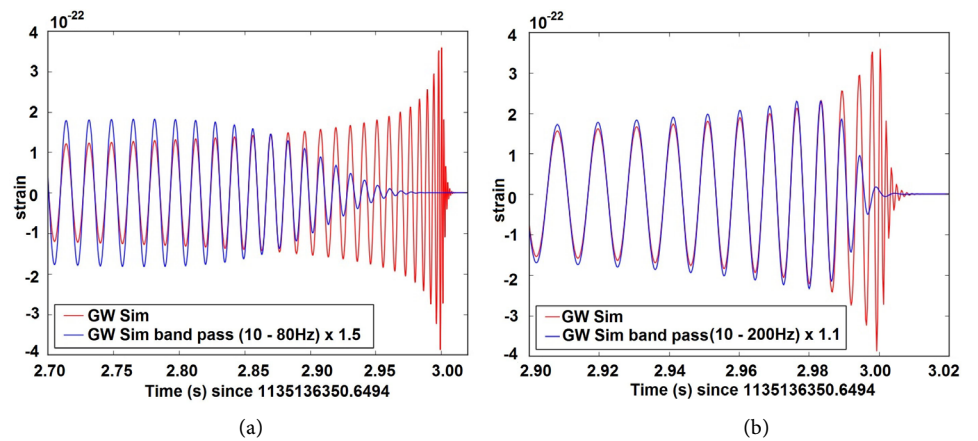 10-22
4
3
2
1
0
-1
-2
-3
-4
strain
GW Sim
GW Sim band pass (10 - 80Hz) x 1.5
2.70 2.75 2.80 2.85 2.90 2.95 3.00
Time (s) since 1135136350.6494
(a)
10-22
4
3
2
1
0
-1
-2
-3
-4
strain
GW Sim
GW Sim band pass(10 - 200Hz) x 1.1
2.90 2.92 2.94 2.96 2.98 3.00 3.02
Time (s) since 1135136350.6494
(b)